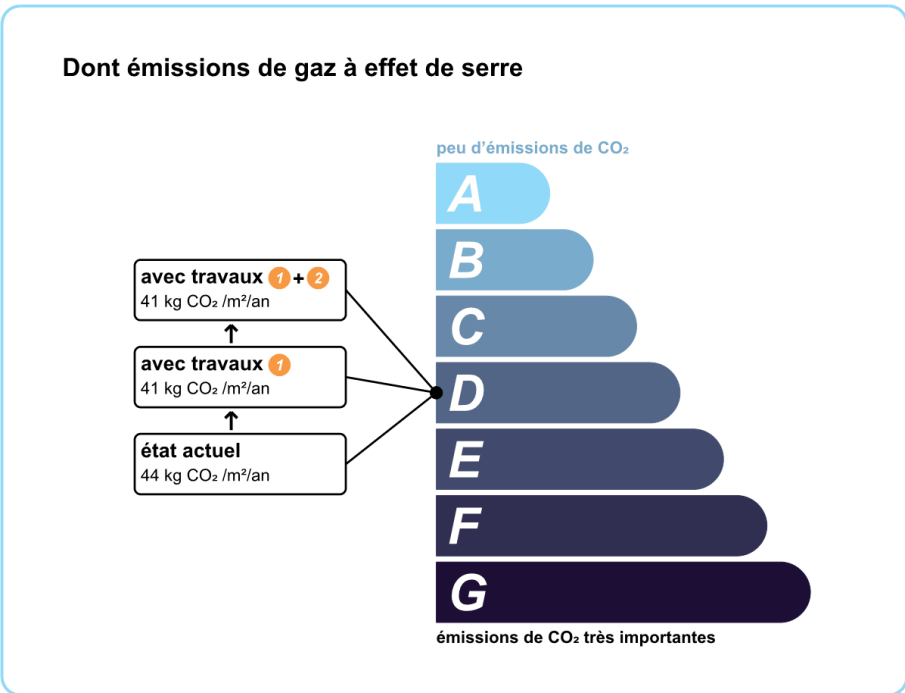 Dont émissions de gaz à effet de serre
peu d'émissions de CO₂
A
B
avec travaux 1 + 2
41 kg CO₂ /m²/an
C
avec travaux 1
41 kg CO₂ /m²/an
D
état actuel
44 kg CO₂ /m²/an
E
F
G
émissions de CO₂ très importantes